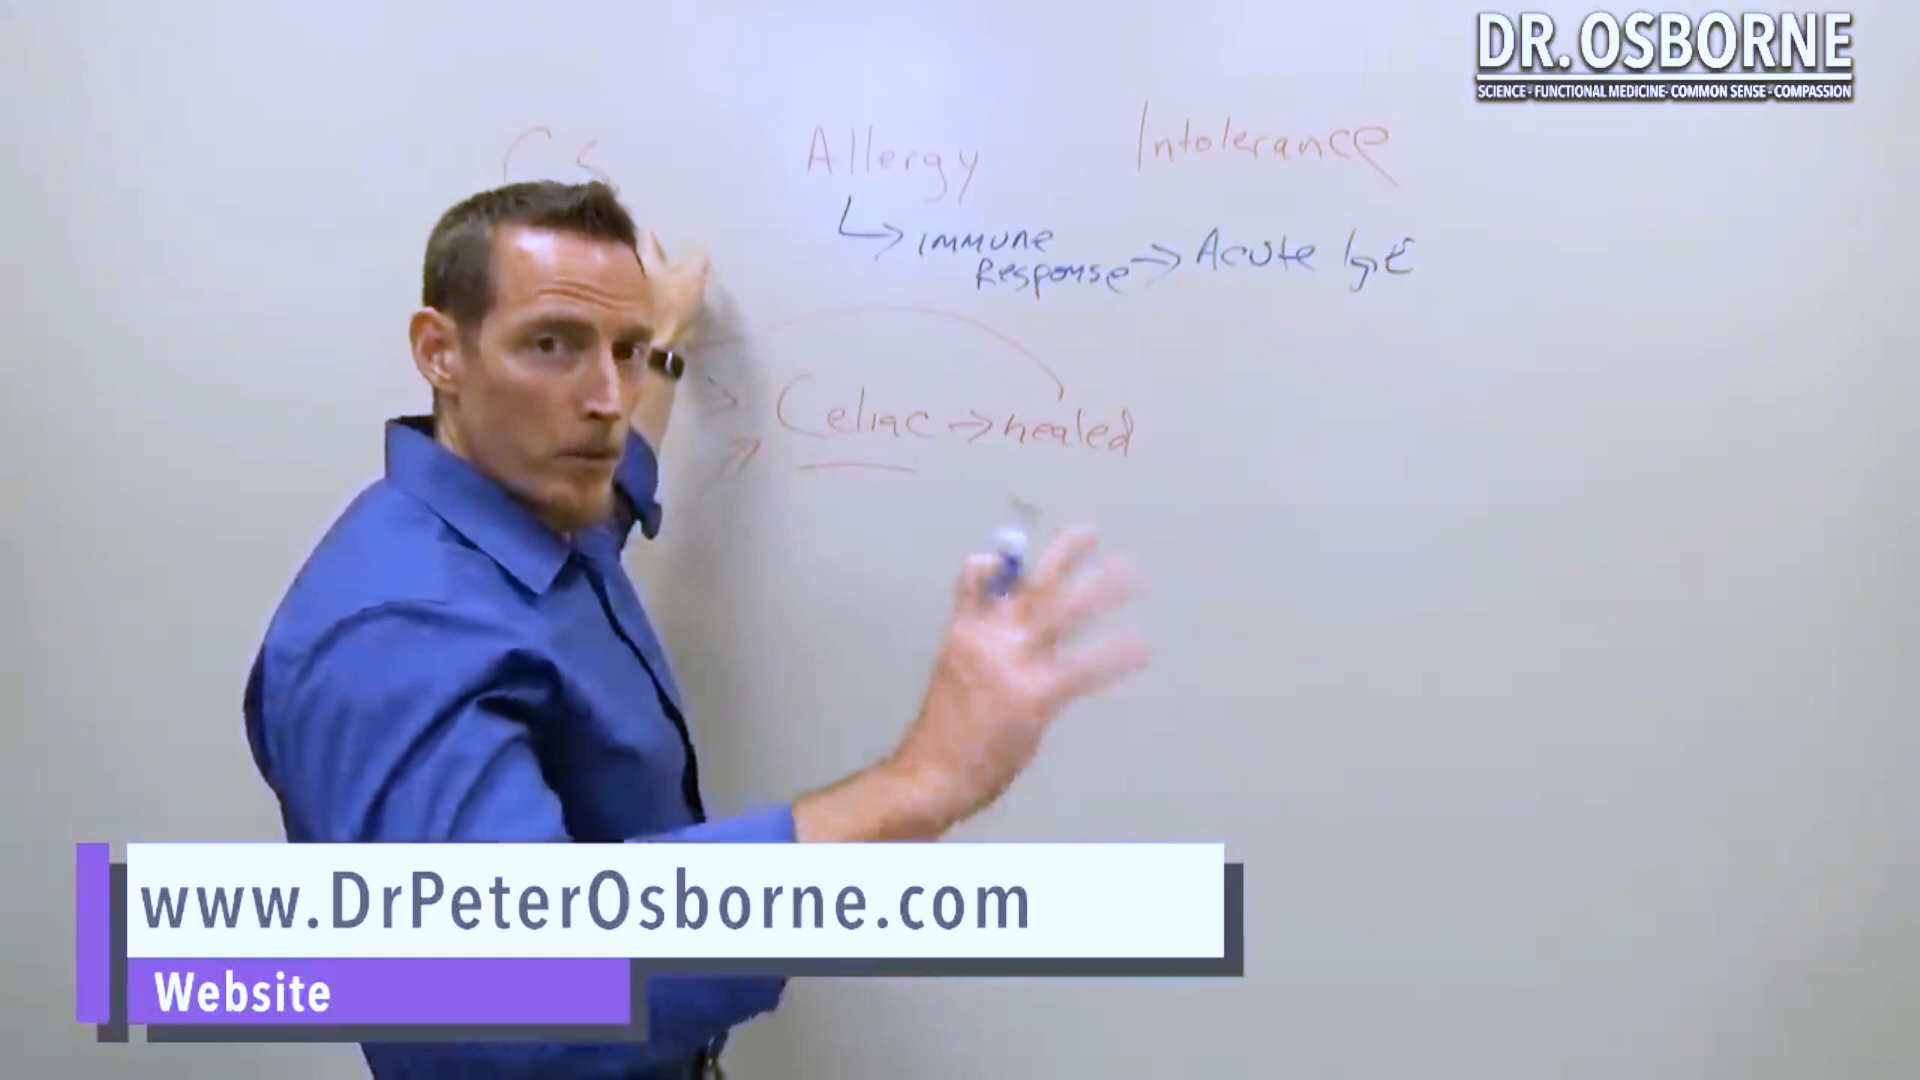 DR. OSBORNE
SCIENCE - FUNCTIONAL MEDICINE - COMMON SENSE - COMPASSION
GS Allergy Intolerance
Immune
Response → Acute IgE
Celiac → healed
www.DrPeterOsborne.com
Website